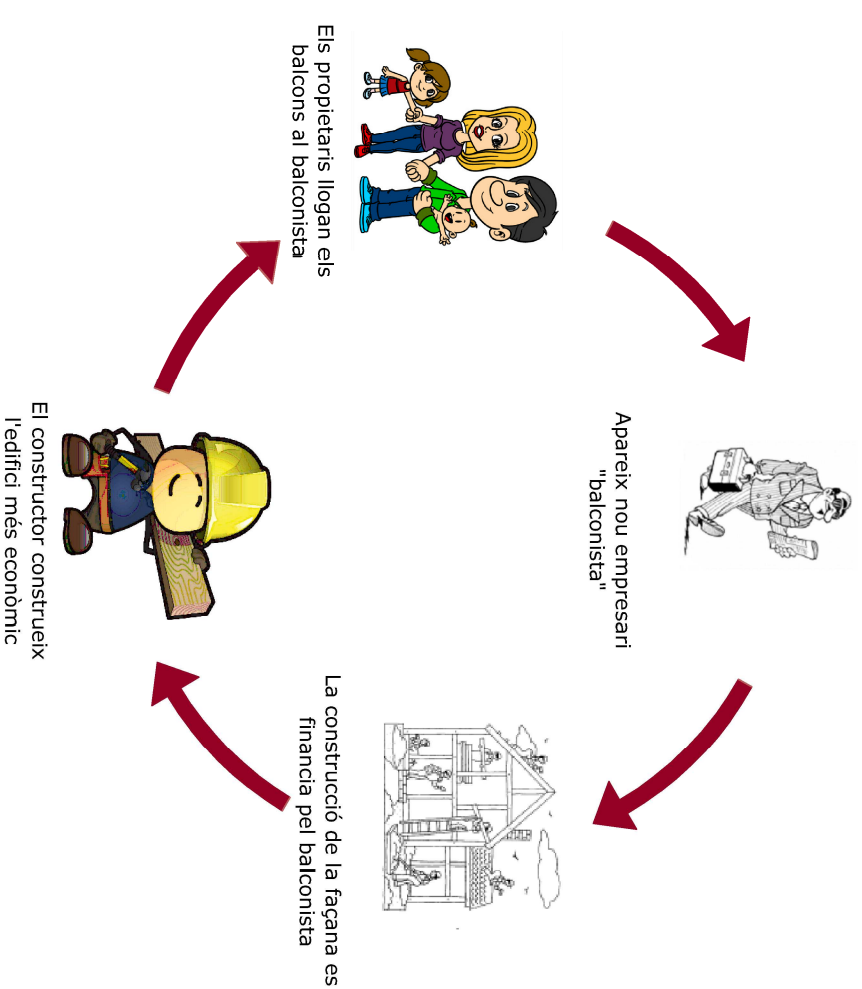 Apareix nou empresari
"balconista"
La construcció de la façana es
financia pel balconista
El constructor construeix
l'edifici més econòmic
Els propietaris llogan els
balcons al balconista